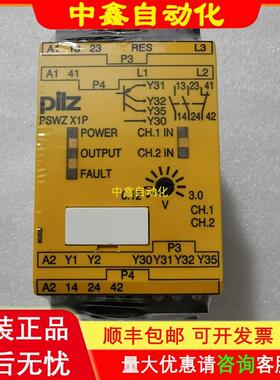 中鑫自动化
A1 13 23 RES L3
P3
A1 41 L1 L2
P4
Y31
Y32
Y35
Y30
13 23 41
14 24 42
pilz
PSWZ X1P
POWER CH.1 IN
OUTPUT CH.2 IN
FAULT
0.12 3.0
V
CH.1
CH.2
P3
A2 Y1 Y2 Y30 Y31 Y32 Y35
P4
A2 14 24 42
中鑫自动化
装正品 顺丰包邮 开专票
后无忧 量大优惠请咨询客服